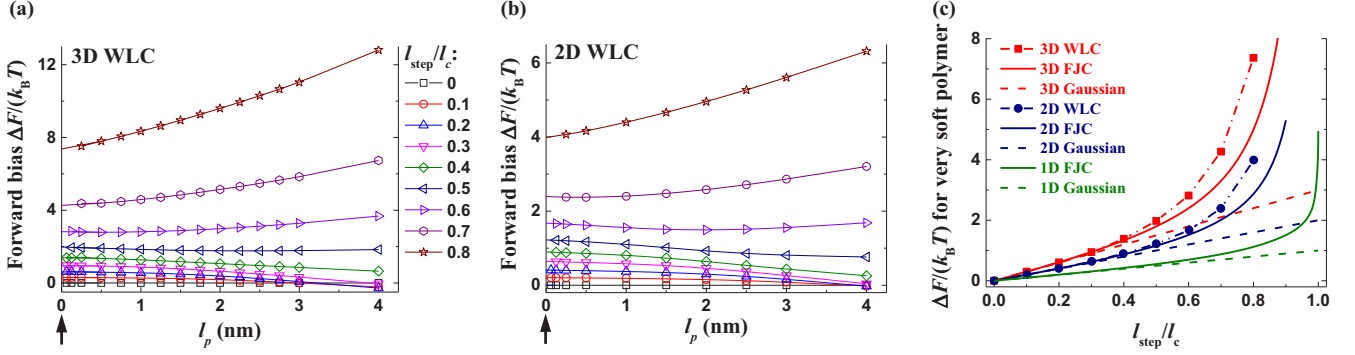 (a)
3D WLC
Forward bias ΔF/(k_BT)
12
8
4
0
0
1
2
3
4
l_p (nm)
l_step/l_c:
0
0.1
0.2
0.3
0.4
0.5
0.6
0.7
0.8
(b)
2D WLC
Forward bias ΔF/(k_BT)
6
4
2
0
0
1
2
3
4
l_p (nm)
(c)
ΔF/(k_BT) for very soft polymer
8
6
4
2
0
3D WLC
3D FJC
3D Gaussian
2D WLC
2D FJC
2D Gaussian
1D FJC
1D Gaussian
0.0
0.2
0.4
0.6
0.8
1.0
l_step/l_c